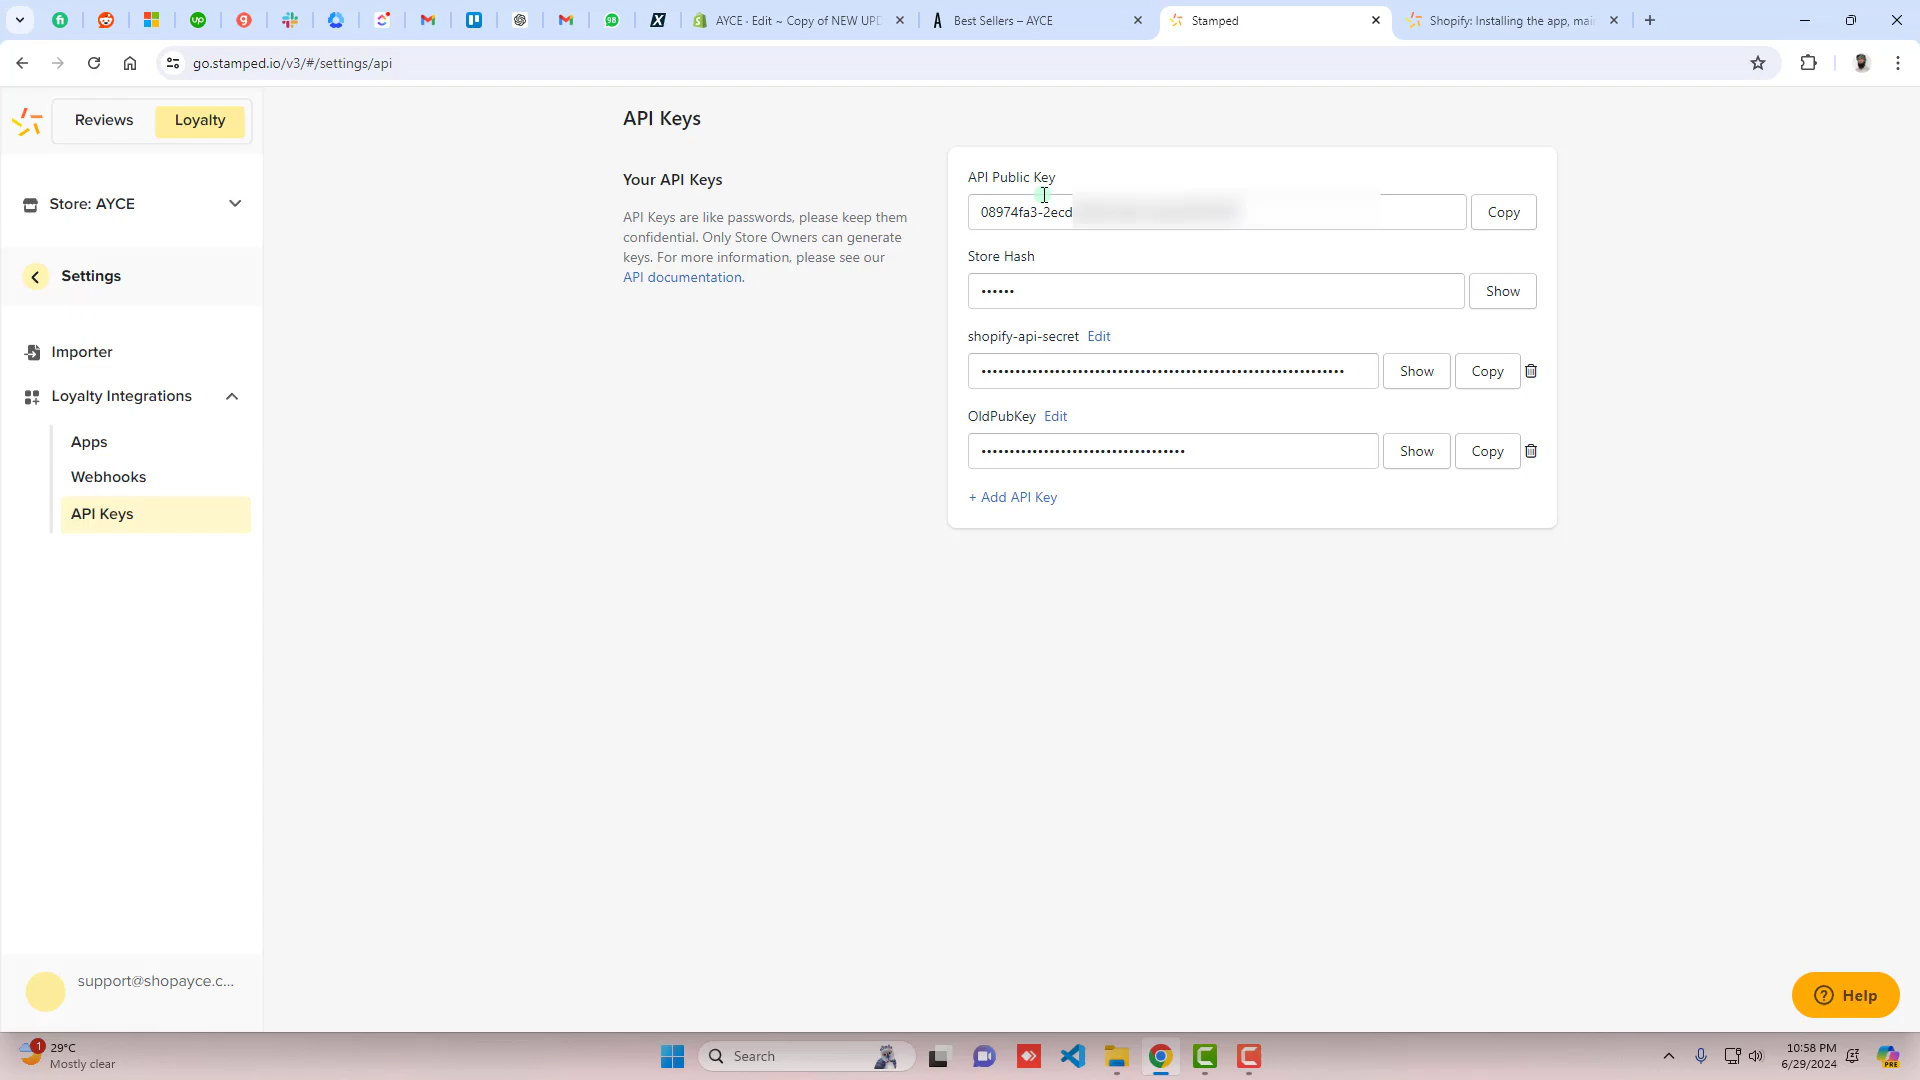 AYCE - Edit ~ Copy of NEW UPD
Best Sellers – AYCE
Stamped
Shopify: Installing the app, mai
go.stamped.io/v3/#/settings/api
Reviews
Loyalty
Store: AYCE
Settings
Importer
Loyalty Integrations
Apps
Webhooks
API Keys
support@shopayce.c...
API Keys
Your API Keys
API Keys are like passwords, please keep them
confidential. Only Store Owners can generate
keys. For more information, please see our
API documentation.
API Public Key
08974fa3-2ecd
Copy
Store Hash
••••••
Show
shopify-api-secret Edit
Show
Copy
OldPubKey Edit
Show
Copy
+ Add API Key
Help
1
29°C
Mostly clear
Search
10:58 PM
6/29/2024